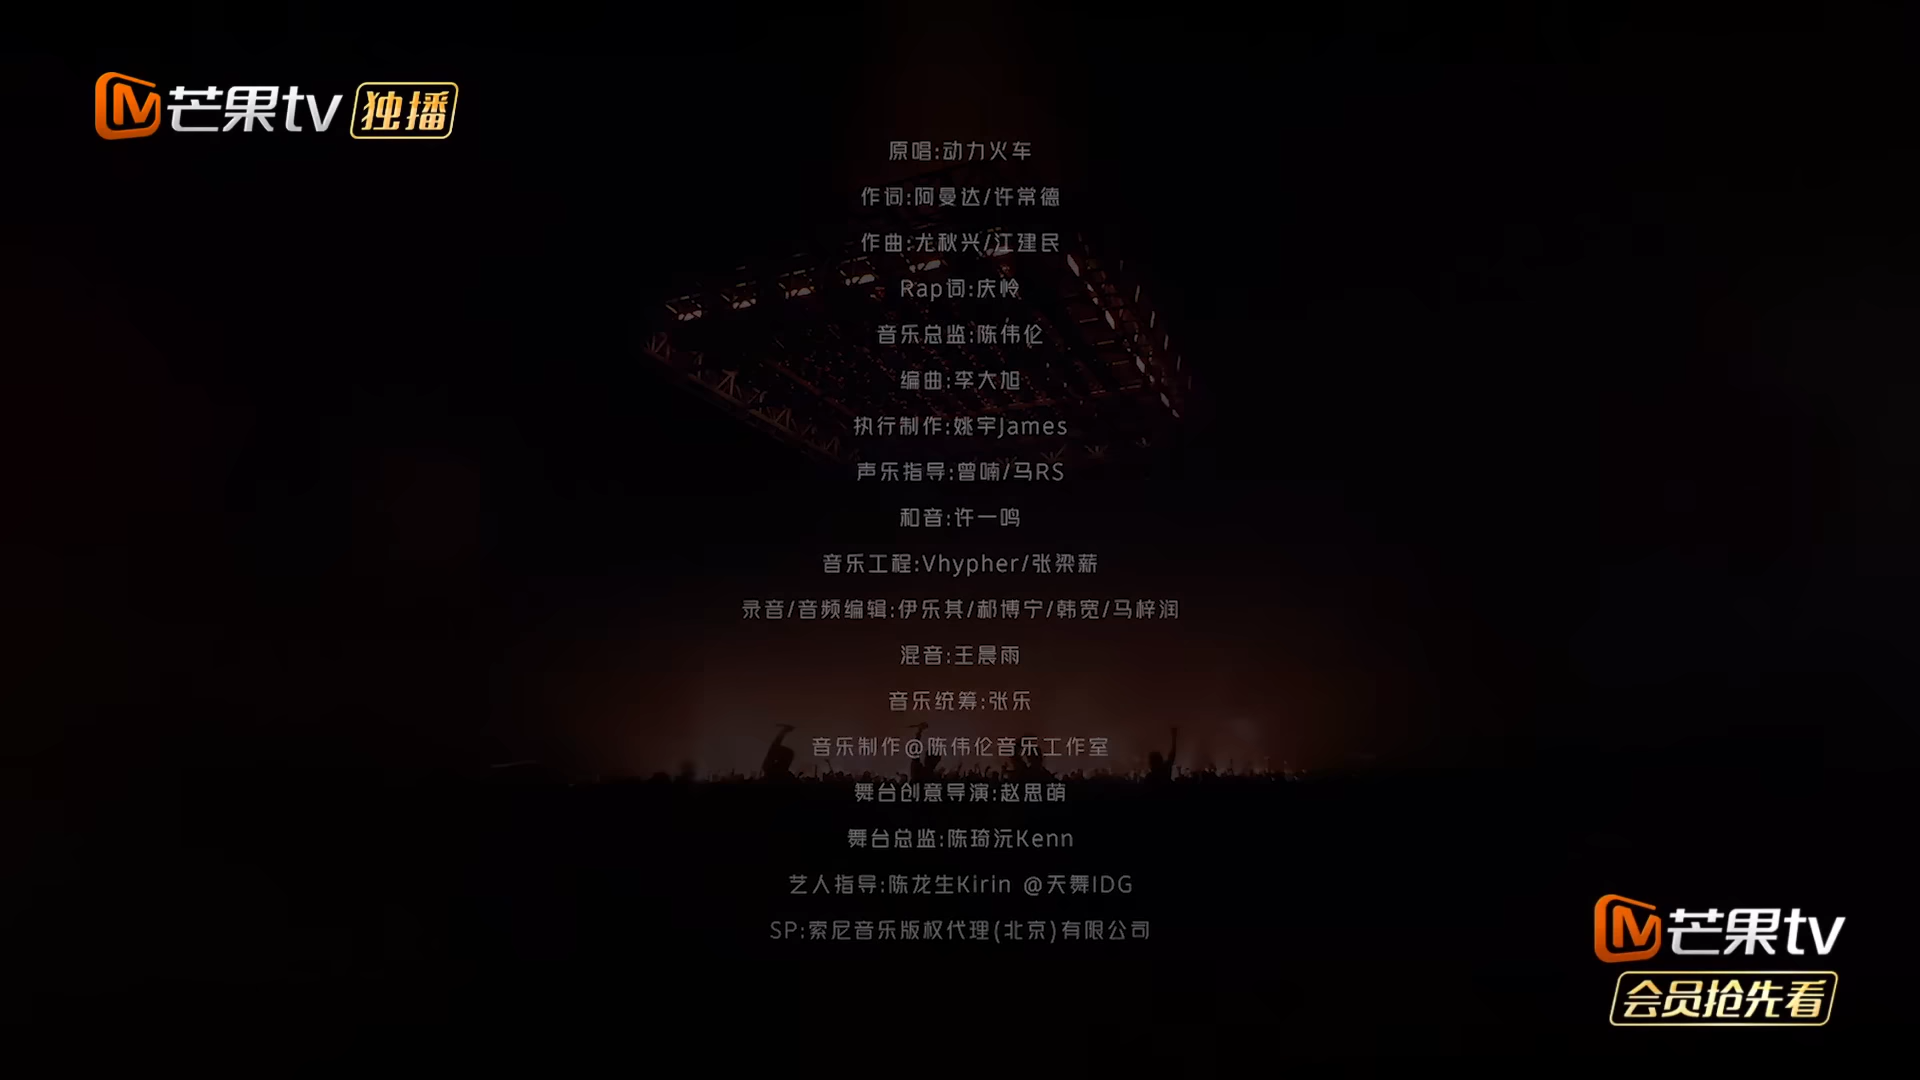 芒果tv 独播
原唱:动力火车
作词:阿曼达/许常德
作曲:尤秋兴/江建民
Rap词:庆怜
音乐总监:陈伟伦
编曲:李大旭
执行制作:姚宇James
声乐指导:曾喃/马RS
和音:许一鸣
音乐工程:Vhypher/张梁薪
录音/音频编辑:伊乐其/郝博宁/韩宽/马梓润
混音:王晨雨
音乐统筹:张乐
音乐制作@陈伟伦音乐工作室
舞台创意导演:赵思萌
舞台总监:陈琦沅Kenn
艺人指导:陈龙生Kirin @天舞IDG
SP:索尼音乐版权代理(北京)有限公司
芒果tv
会员抢先看